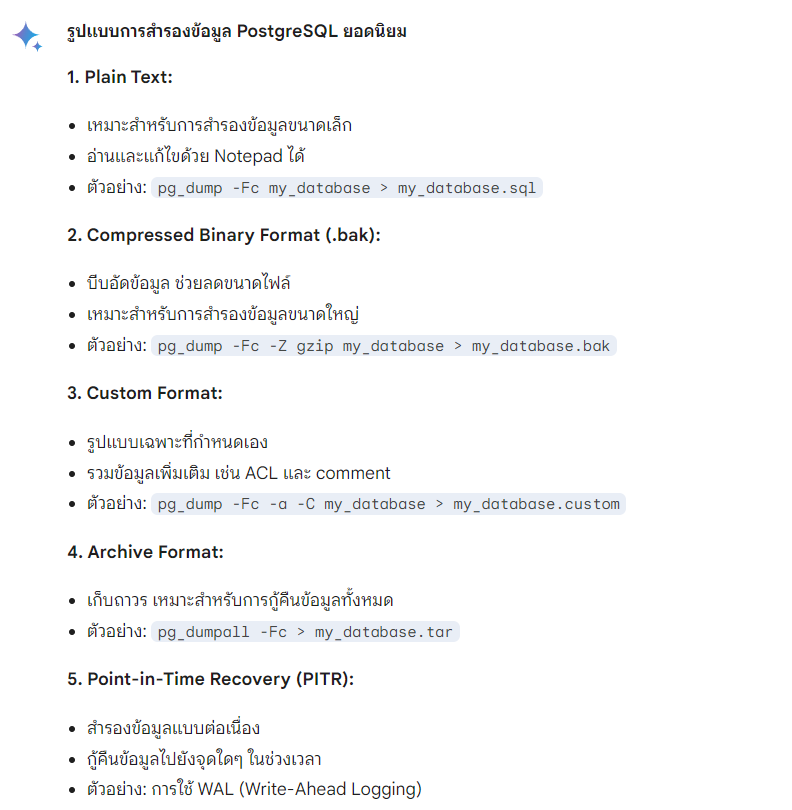 รูปแบบการสำรองข้อมูล PostgreSQL ยอดนิยม
1. Plain Text:
• เหมาะสำหรับการสำรองข้อมูลขนาดเล็ก
• อ่านและแก้ไขด้วย Notepad ได้
• ตัวอย่าง: pg_dump -Fc my_database > my_database.sql
2. Compressed Binary Format (.bak):
• บีบอัดข้อมูล ช่วยลดขนาดไฟล์
• เหมาะสำหรับการสำรองข้อมูลขนาดใหญ่
• ตัวอย่าง: pg_dump -Fc -Z gzip my_database > my_database.bak
3. Custom Format:
• รูปแบบเฉพาะที่กำหนดเอง
• รวมข้อมูลเพิ่มเติม เช่น ACL และ comment
• ตัวอย่าง: pg_dump -Fc -a -C my_database > my_database.custom
4. Archive Format:
• เก็บถาวร เหมาะสำหรับการกู้คืนข้อมูลทั้งหมด
• ตัวอย่าง: pg_dumpall -Fc > my_database.tar
5. Point-in-Time Recovery (PITR):
• สำรองข้อมูลแบบต่อเนื่อง
• กู้คืนข้อมูลไปยังจุดใดๆ ในช่วงเวลา
• ตัวอย่าง: การใช้ WAL (Write-Ahead Logging)